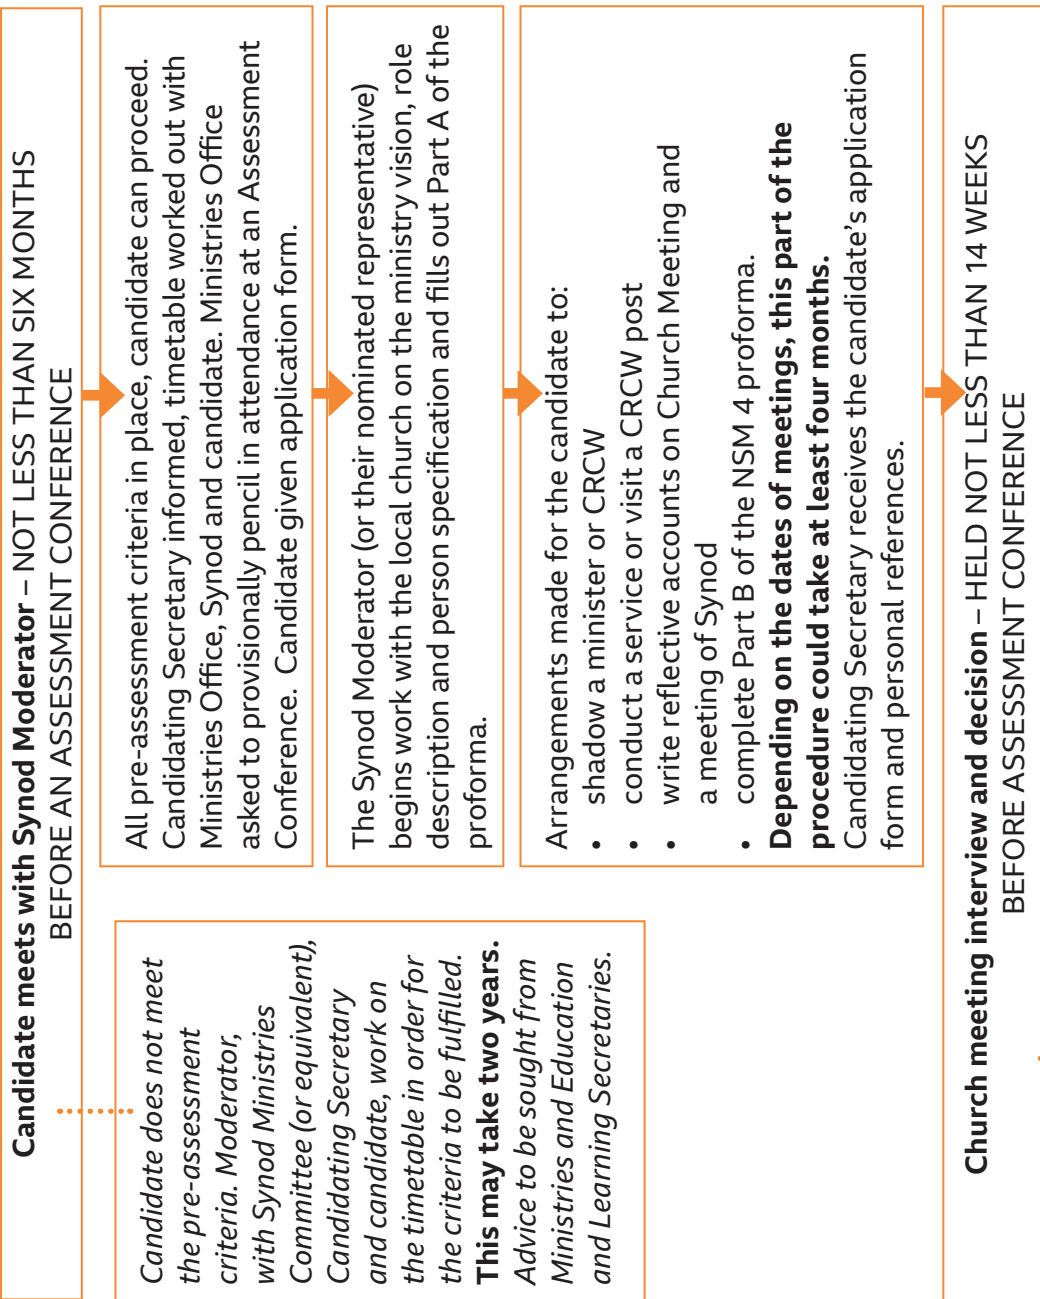 Candidate meets with Synod Moderator – NOT LESS THAN SIX MONTHS
BEFORE AN ASSESSMENT CONFERENCE
Candidate does not meet
the pre-assessment
criteria. Moderator,
with Synod Ministries
Committee (or equivalent),
Candidating Secretary
and candidate, work on
the timetable in order for
the criteria to be fulfilled.
This may take two years.
Advice to be sought from
Ministries and Education
and Learning Secretaries.
All pre-assessment criteria in place, candidate can proceed.
Candidating Secretary informed, timetable worked out with
Ministries Office, Synod and candidate. Ministries Office
asked to provisionally pencil in attendance at an Assessment
Conference. Candidate given application form.
The Synod Moderator (or their nominated representative)
begins work with the local church on the ministry vision, role
description and person specification and fills out Part A of the
proforma.
Arrangements made for the candidate to:
• shadow a minister or CRCW
• conduct a service or visit a CRCW post
• write reflective accounts on Church Meeting and
a meeting of Synod
• complete Part B of the NSM 4 proforma.
Depending on the dates of meetings, this part of the
procedure could take at least four months.
Candidating Secretary receives the candidate’s application
form and personal references.
Church meeting interview and decision – HELD NOT LESS THAN 14 WEEKS
BEFORE ASSESSMENT CONFERENCE